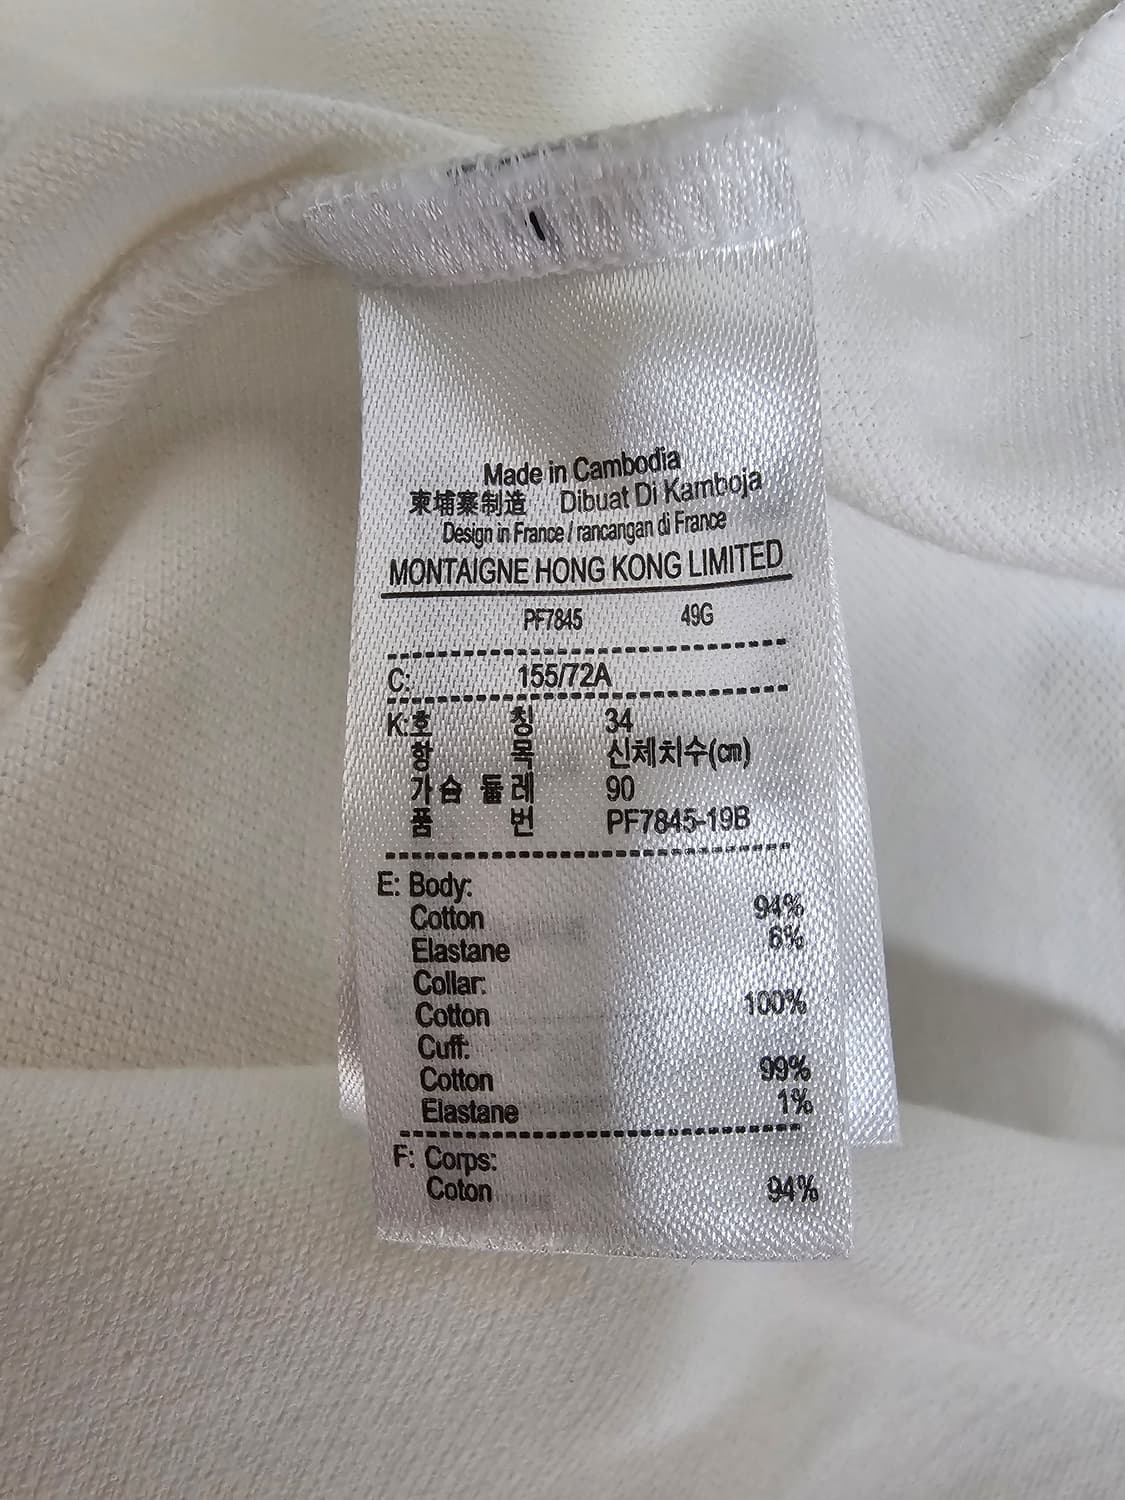 Made in Cambodia
柬埔寨制造 Dibuat Di Kamboja
Design in France / rancangan di France
MONTAIGNE HONG KONG LIMITED
PF7845 49G
C: 155/72A
K: 호 칭 34
항 목 신체치수(cm)
가슴 둘레 90
품 번 PF7845-19B
E: Body:
Cotton 94%
Elastane 6%
Collar:
Cotton 100%
Cuff:
Cotton 99%
Elastane 1%
F: Corps:
Coton 94%